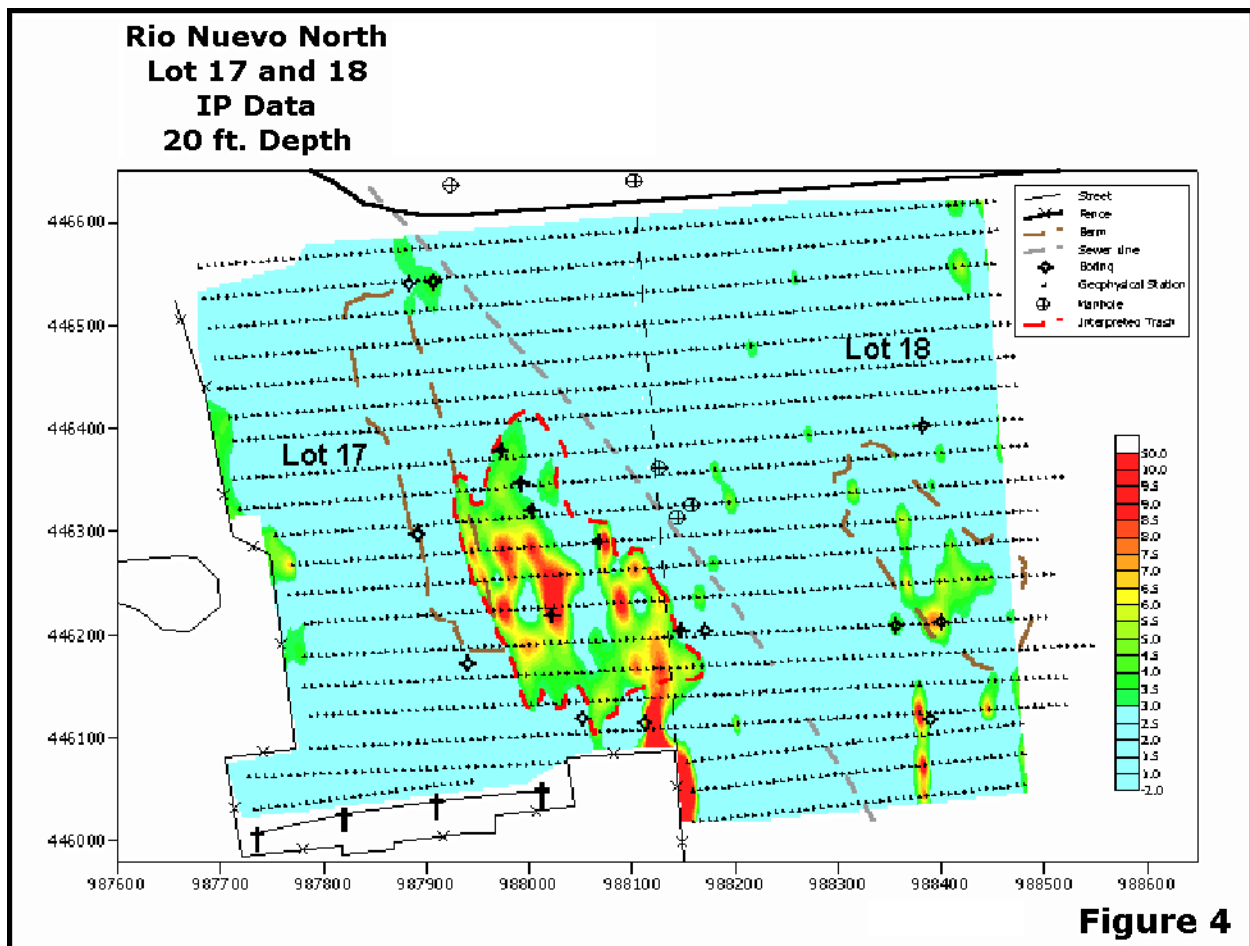 Rio Nuevo North
Lot 17 and 18
IP Data
20 ft. Depth
Street
Fence
Berm
Sewer Line
Boring
Geophysical Station
Manhole
Interpreted Trash
446600
446500
446400
446300
446200
446100
446000
Lot 18
Lot 17
30.0
10.0
9.5
9.0
8.5
8.0
7.5
7.0
6.5
6.0
5.5
5.0
4.5
4.0
3.5
3.0
2.5
2.0
1.5
1.0
-2.0
987600 987700 987800 987900 988000 988100 988200 988300 988400 988500 988600
Figure 4